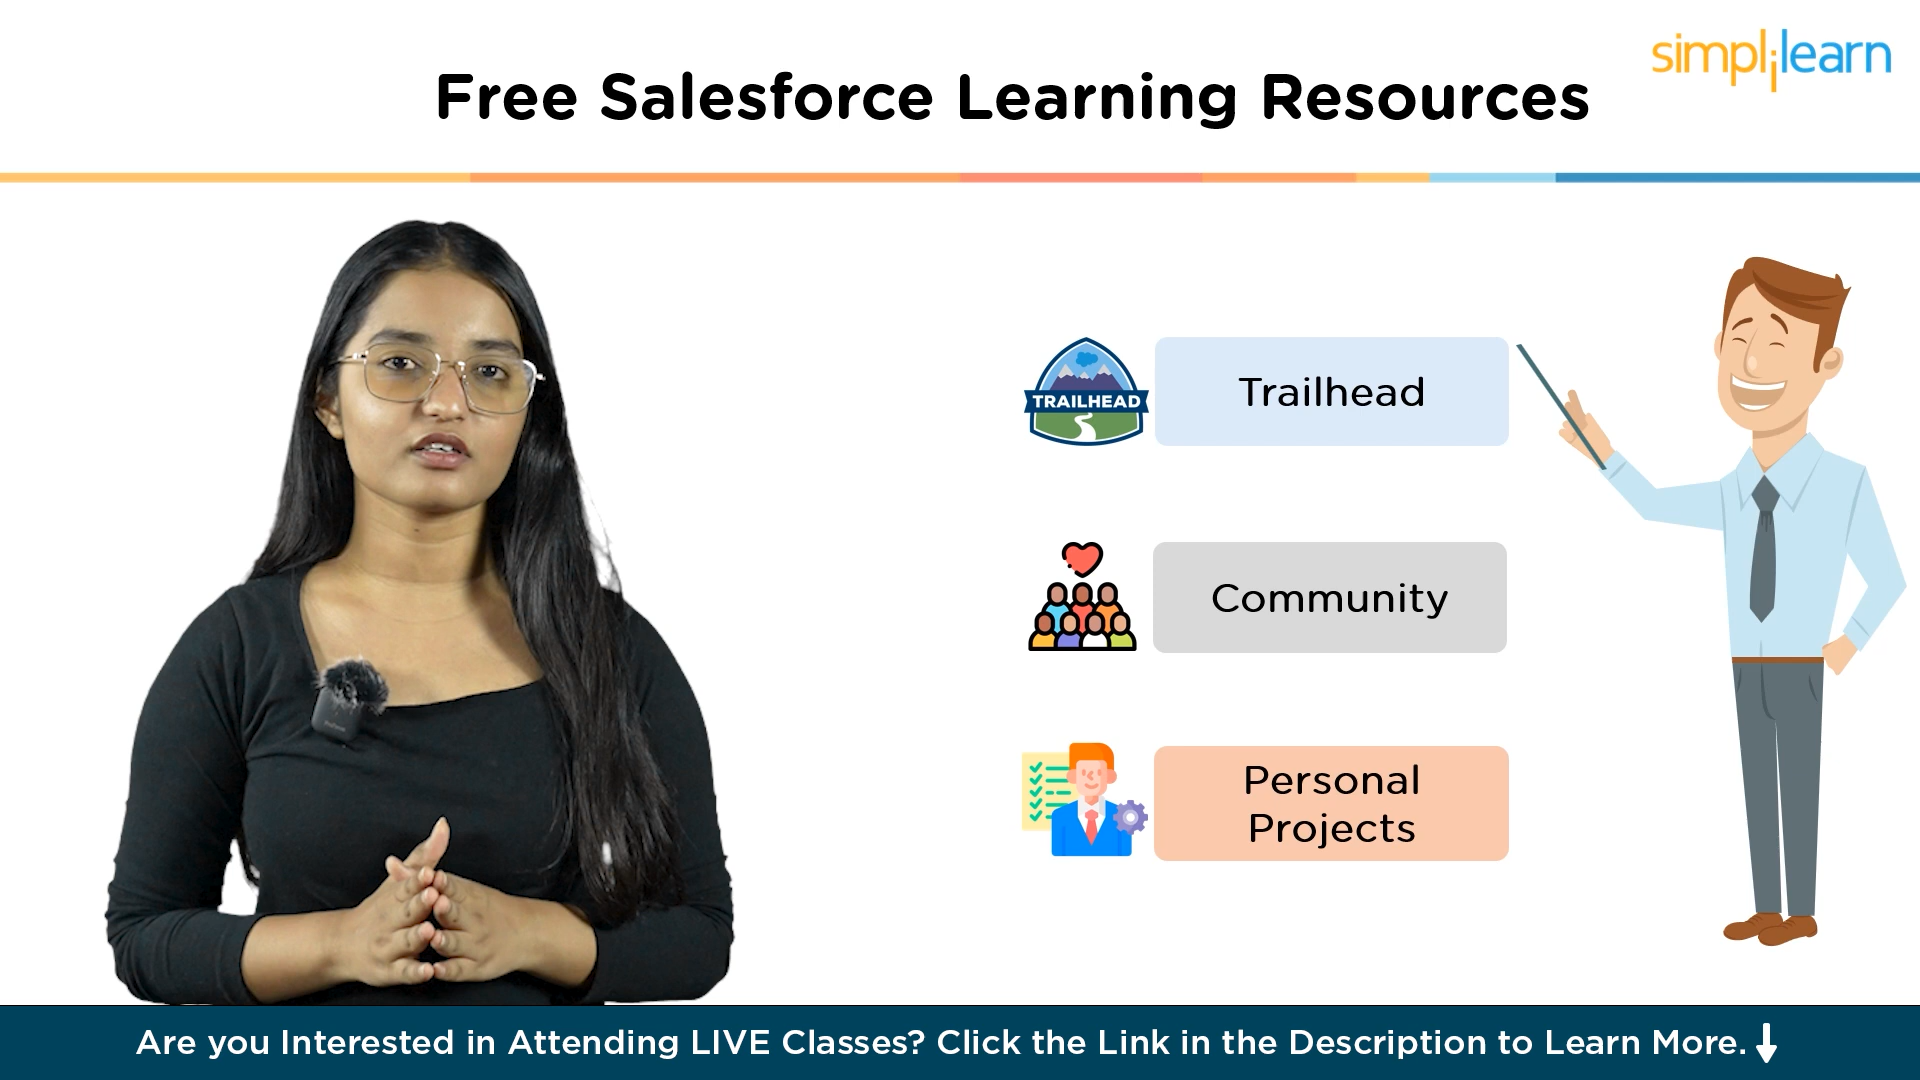 simplilearn
Free Salesforce Learning Resources
TRAILHEAD
Trailhead
Community
Personal
Projects
Are you Interested in Attending LIVE Classes? Click the Link in the Description to Learn More.